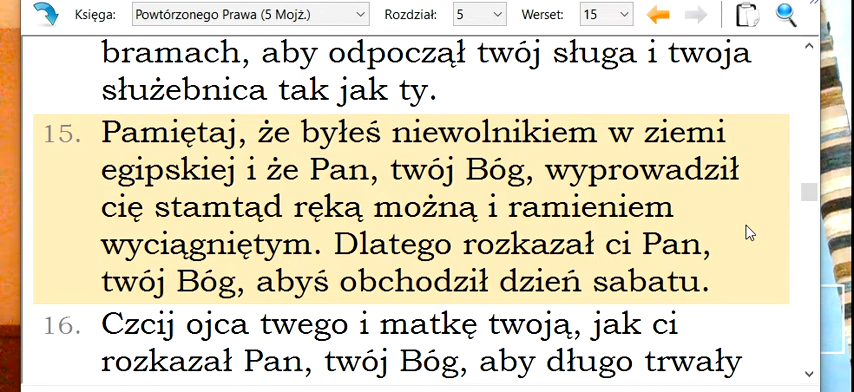 Księga: Powtórzonego Prawa (5 Mojż.) Rozdział: 5 Werset: 15
bramach, aby odpoczął twój sługa i twoja
służebnica tak jak ty.
15. Pamiętaj, że byłeś niewolnikiem w ziemi
egipskiej i że Pan, twój Bóg, wyprowadził
cię stamtąd ręką możną i ramieniem
wyciągniętym. Dlatego rozkazał ci Pan,
twój Bóg, abyś obchodził dzień sabatu.
16. Czcij ojca twego i matkę twoją, jak ci
rozkazał Pan, twój Bóg, aby długo trwały